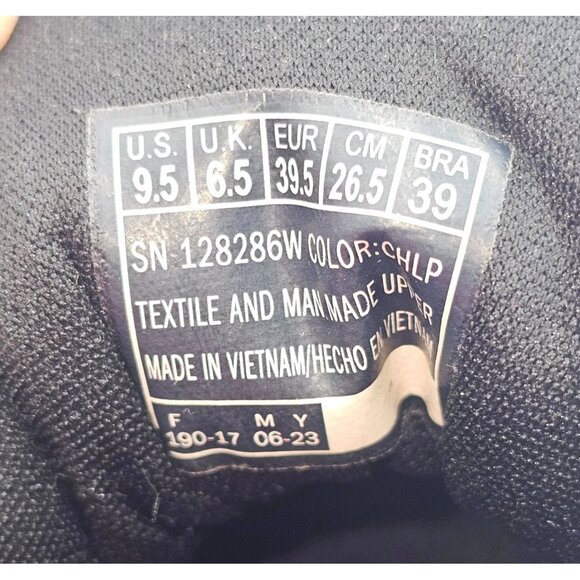 U.S. U.K. EUR CM BRA
9.5 6.5 39.5 26.5 39
SN 128286W COLOR:CHLP
TEXTILE AND MAN MADE UPPER
MADE IN VIETNAM/HECHO EN VIETNAM
F M Y
190-17 06-23